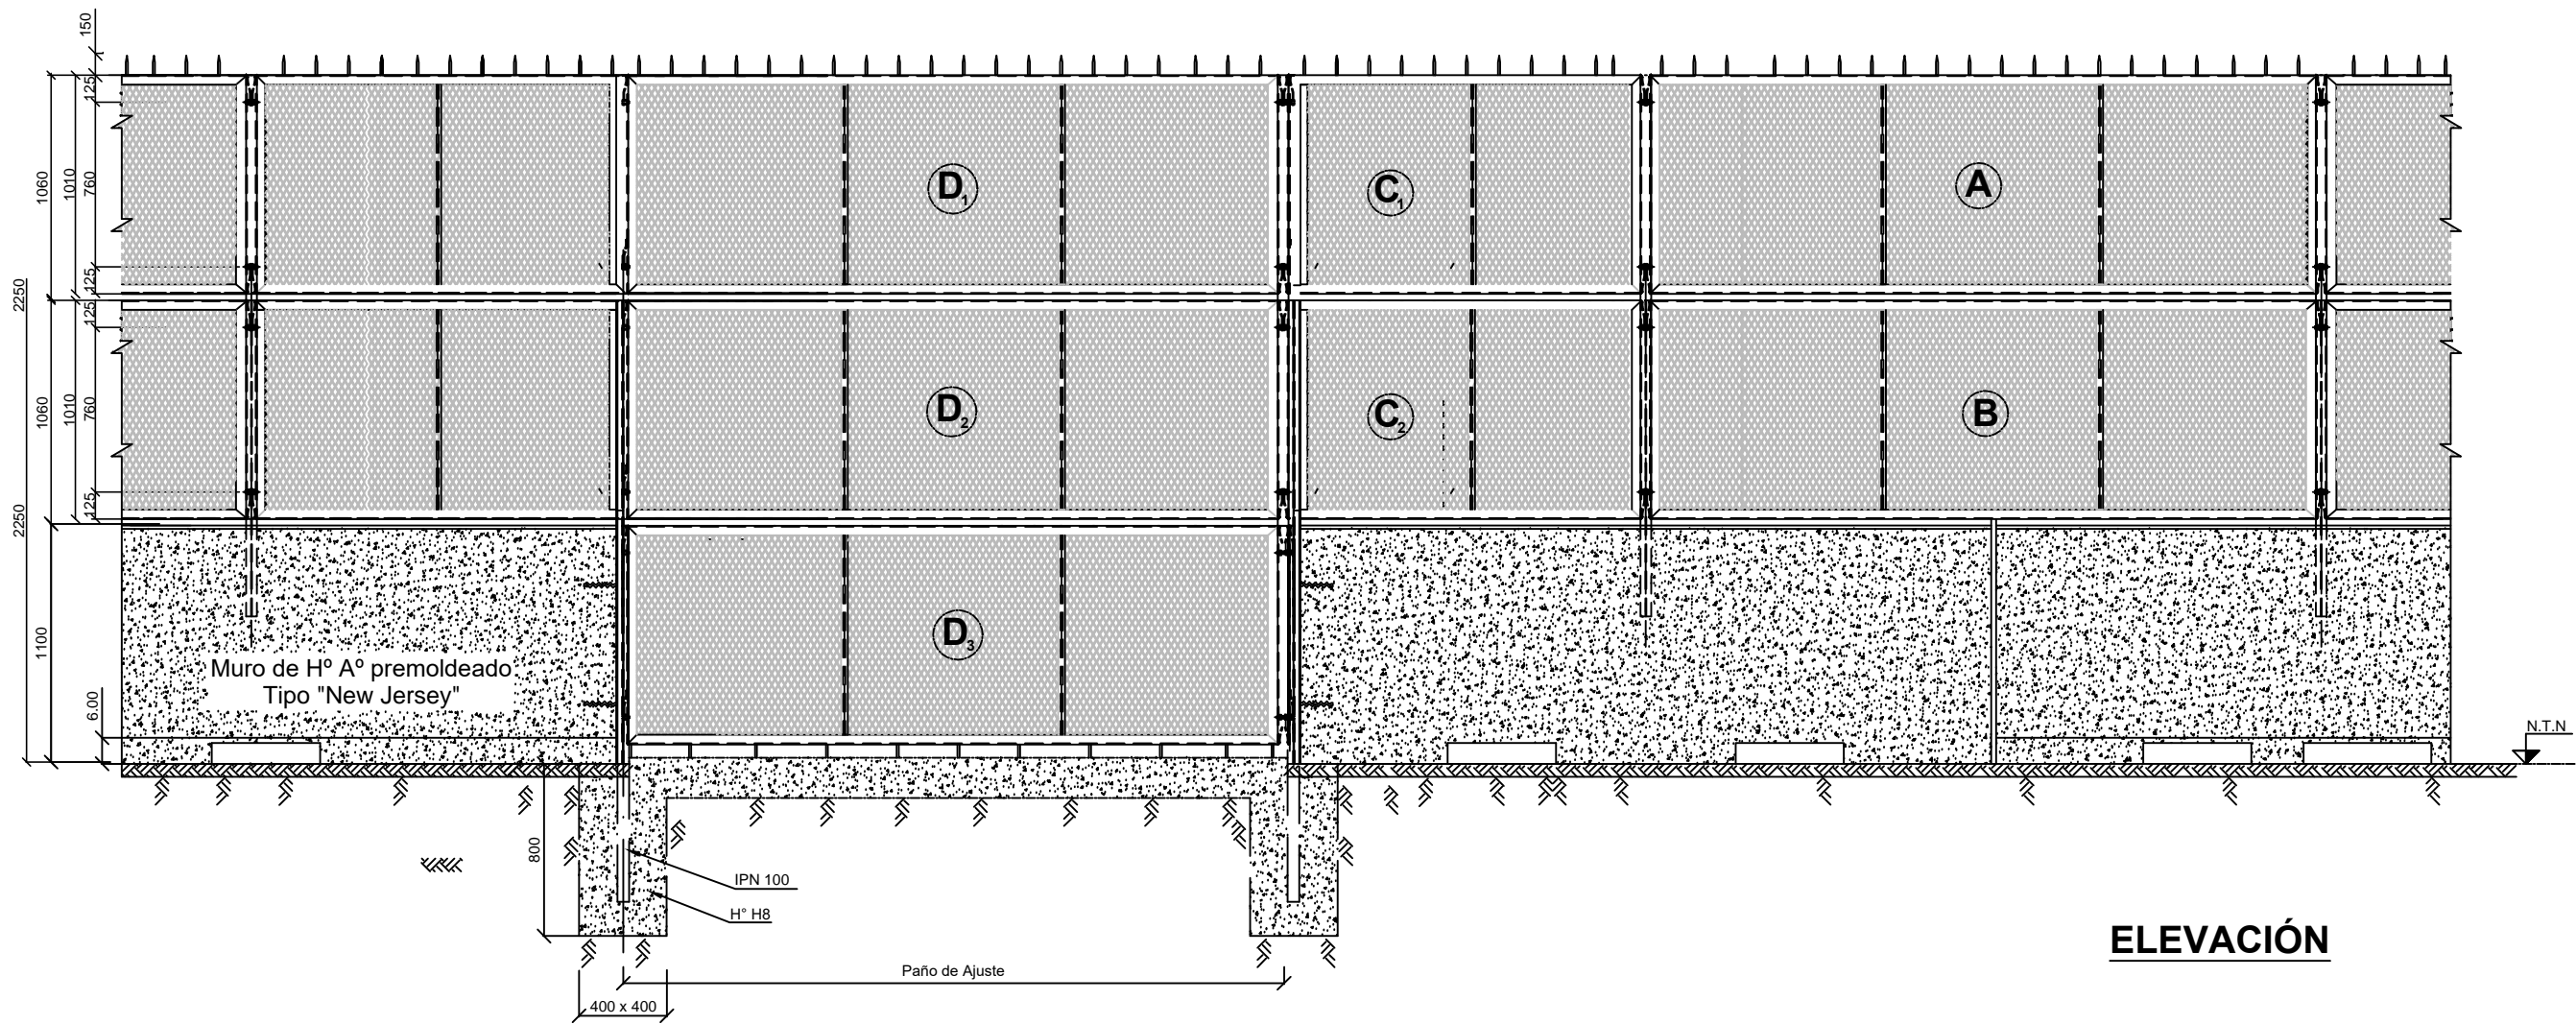 150
125
1060
1010
760
D1
C1
A
125
2250
125
1060
1010
760
D2
C2
B
125
2250
1100
D3
Muro de Hº Aº premoldeado
Tipo "New Jersey"
6.00
N.T.N
800
IPN 100
H° H8
ELEVACIÓN
Paño de Ajuste
400 x 400